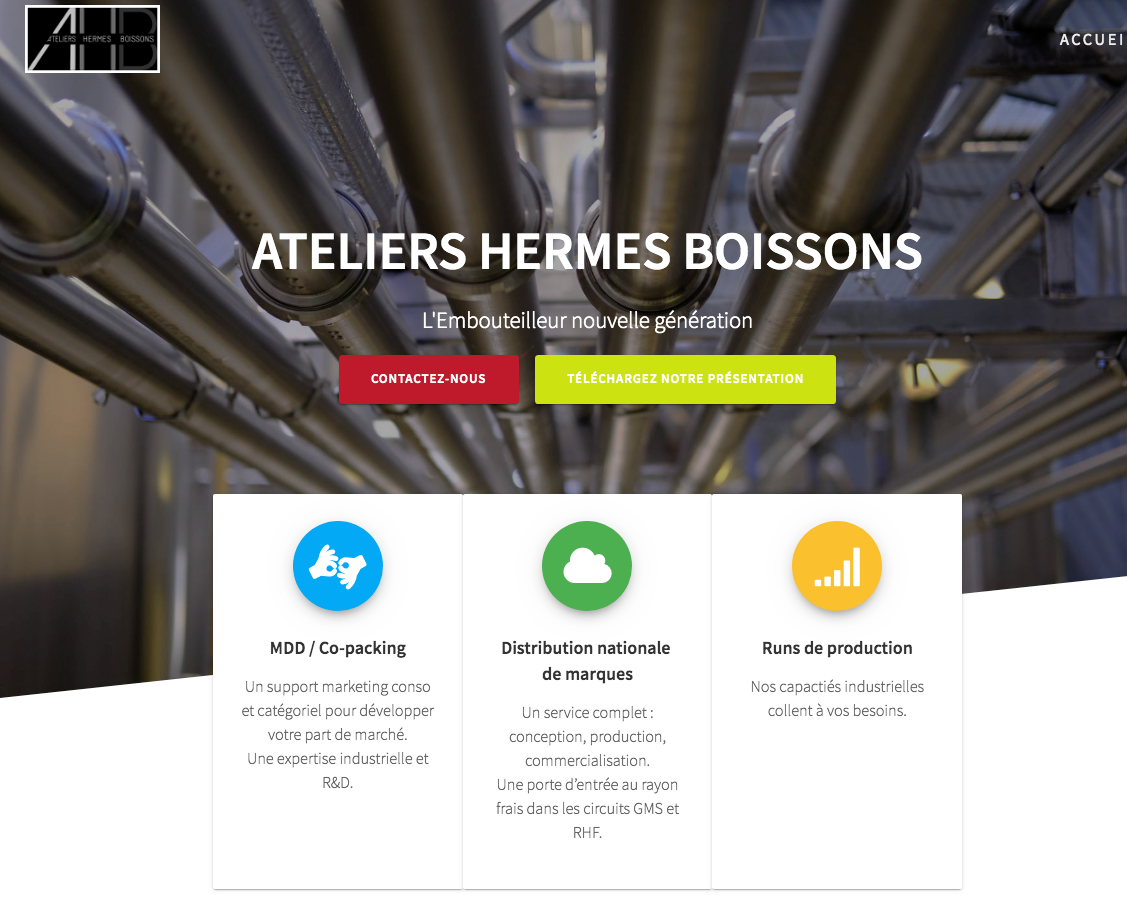 ATELIERS HERMES BOISSONS
ACCUEI
ATELIERS HERMES BOISSONS
L'Embouteilleur nouvelle génération
CONTACTEZ-NOUS
TÉLÉCHARGEZ NOTRE PRÉSENTATION
MDD / Co-packing
Un support marketing conso
et catégoriel pour développer
votre part de marché.
Une expertise industrielle et
R&D.
Distribution nationale
de marques
Un service complet :
conception, production,
commercialisation.
Une porte d’entrée au rayon
frais dans les circuits GMS et
RHF.
Runs de production
Nos capactiés industrielles
collent à vos besoins.